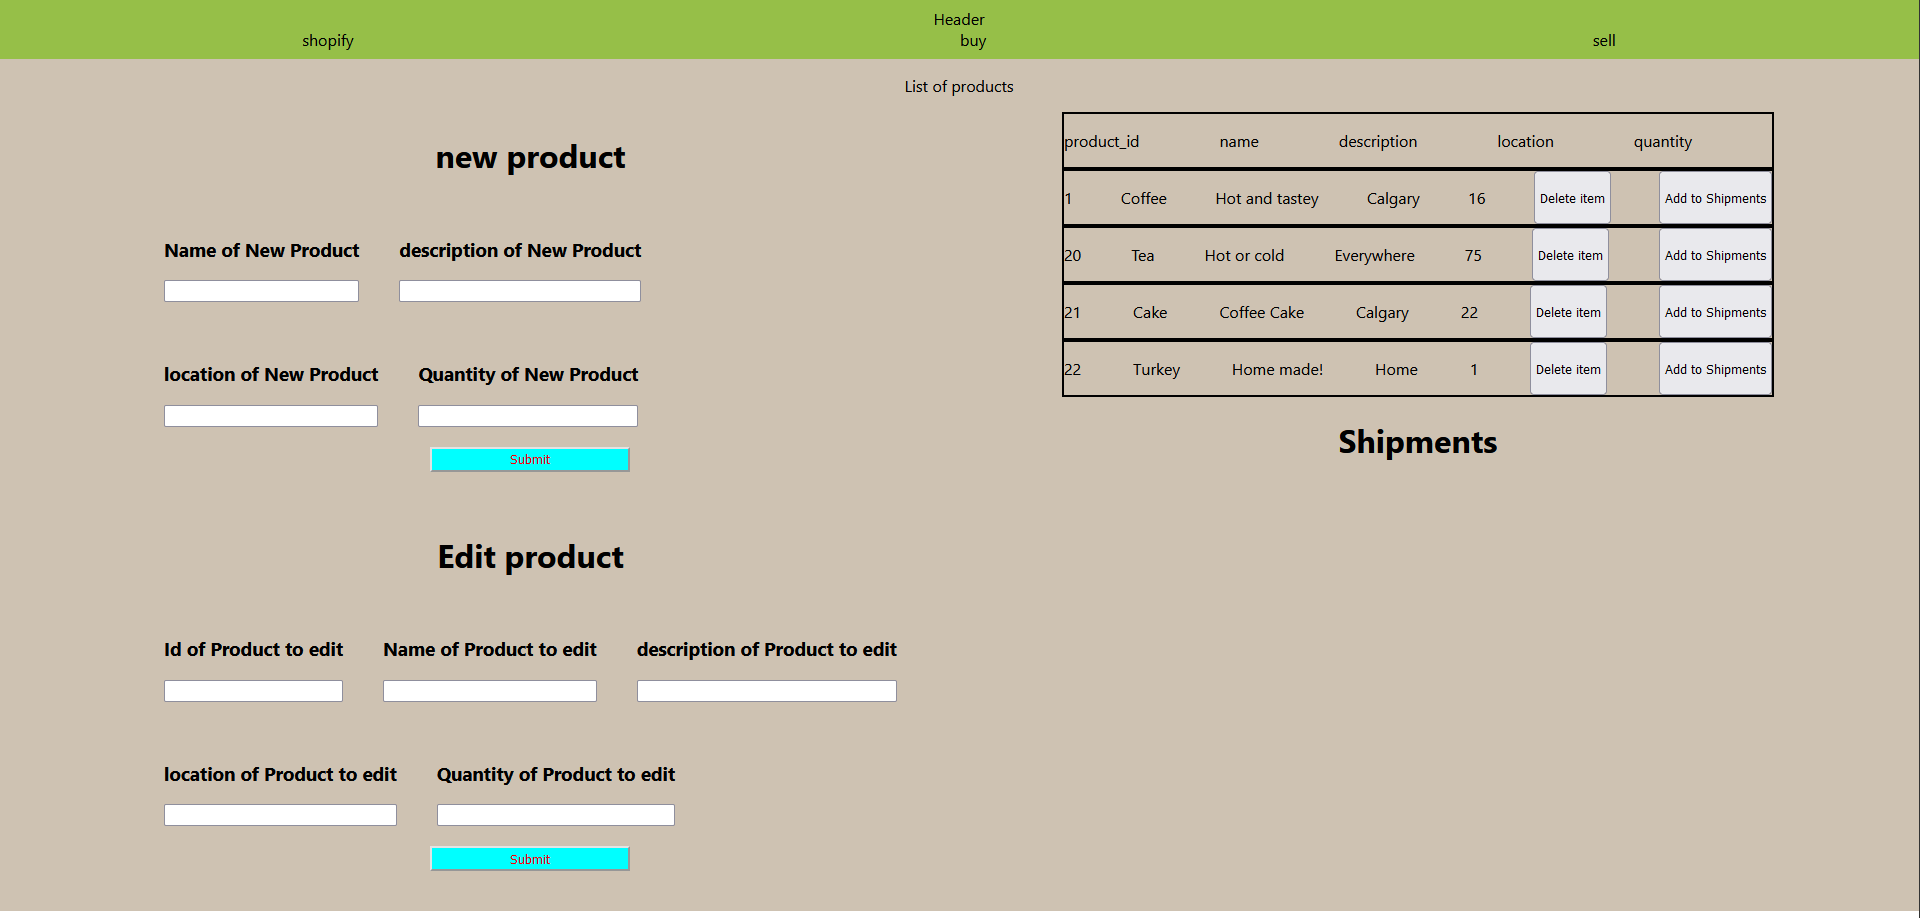 Header
shopify buy sell
List of products
new product
Name of New Product description of New Product
location of New Product Quantity of New Product
Submit
Edit product
Id of Product to edit Name of Product to edit description of Product to edit
location of Product to edit Quantity of Product to edit
Submit
product_id name description location quantity
1 Coffee Hot and tastey Calgary 16 Delete item Add to Shipments
20 Tea Hot or cold Everywhere 75 Delete item Add to Shipments
21 Cake Coffee Cake Calgary 22 Delete item Add to Shipments
22 Turkey Home made! Home 1 Delete item Add to Shipments
Shipments